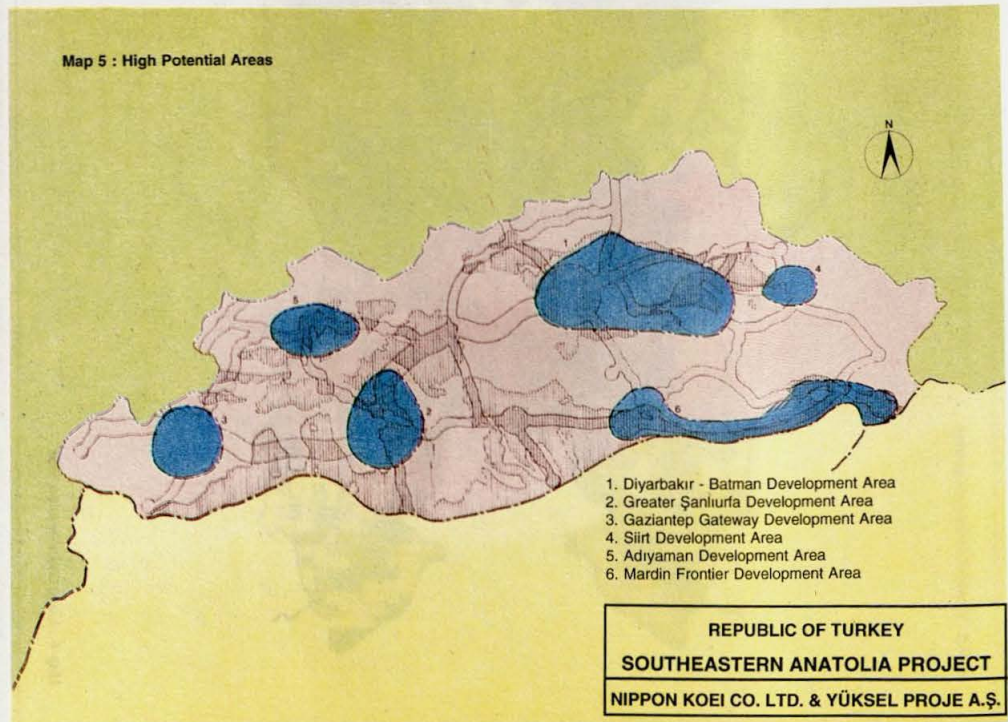 Map 5 : High Potential Areas
N
1
4
5
2
3
6
1. Diyarbakır - Batman Development Area
2. Greater Şanlıurfa Development Area
3. Gaziantep Gateway Development Area
4. Siirt Development Area
5. Adıyaman Development Area
6. Mardin Frontier Development Area
REPUBLIC OF TURKEY
SOUTHEASTERN ANATOLIA PROJECT
NIPPON KOEI CO. LTD. & YÜKSEL PROJE A.Ş.